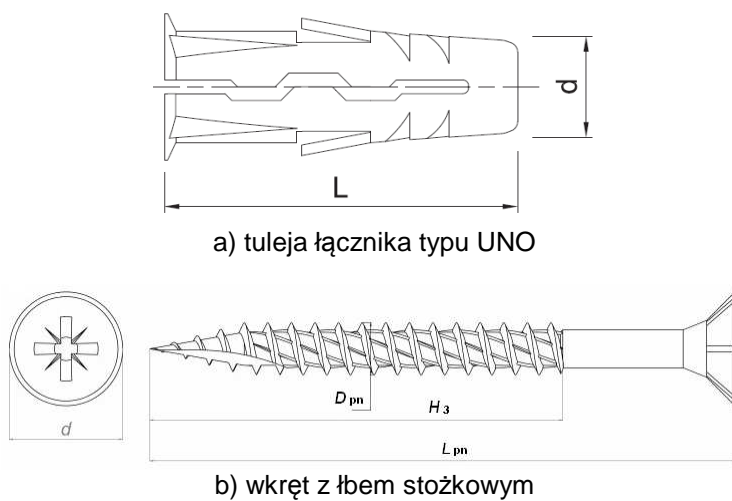 d
L
a) tuleja łącznika typu UNO
d
D pn
H 3
L pn
b) wkręt z łbem stożkowym